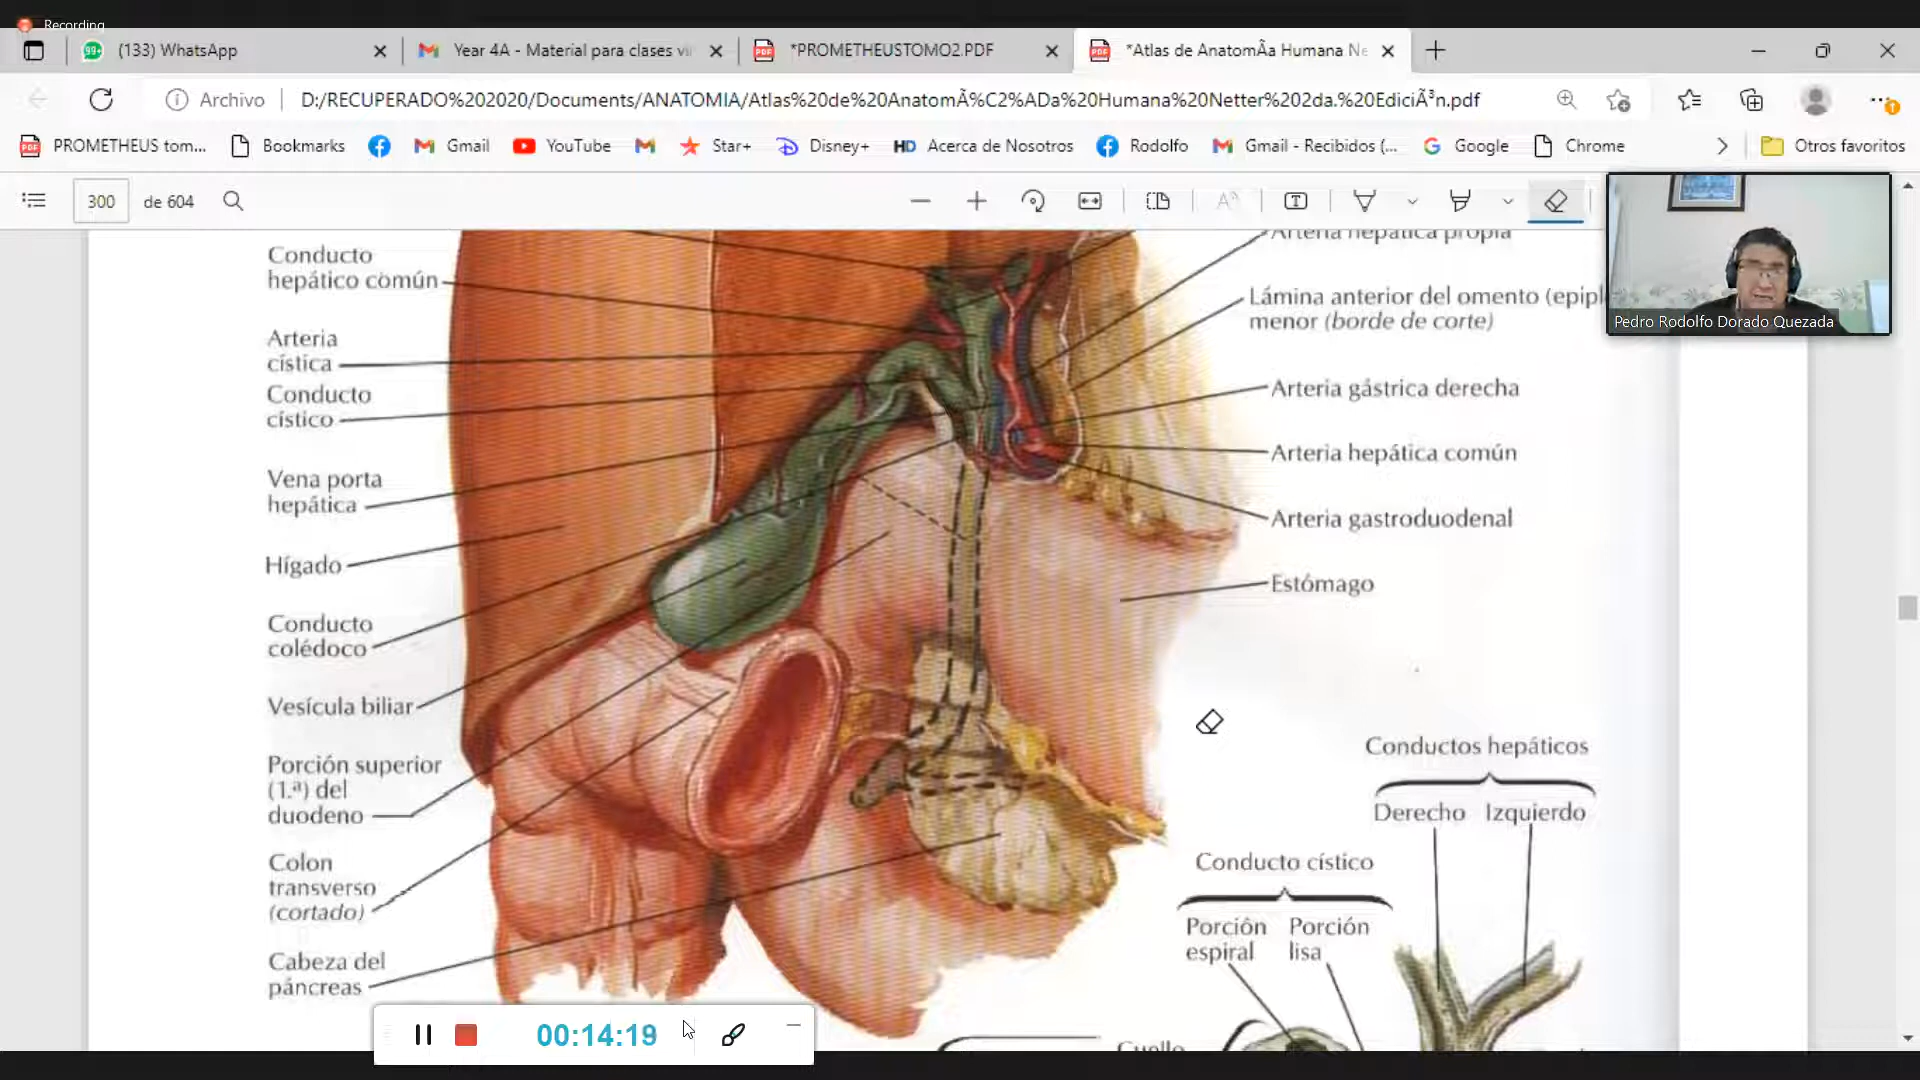 Recording
(133) WhatsApp
Year 4A - Material para clases vi
*PROMETHEUSTOMO2.PDF
*Atlas de AnatomÃa Humana Ne
Archivo
D:/RECUPERADO%202020/Documents/ANATOMIA/Atlas%20de%20AnatomÃ%C2%ADa%20Humana%20Netter%202da.%20EdiciÃ³n.pdf
PROMETHEUS tom...
Bookmarks
Gmail
YouTube
Star+
Disney+
HD Acerca de Nosotros
Rodolfo
Gmail - Recibidos (...
Google
Chrome
Otros favoritos
300 de 604
Pedro Rodolfo Dorado Quezada
Conducto
hepático común
Arteria
cística
Conducto
cístico
Vena porta
hepática
Hígado
Conducto
colédoco
Vesícula biliar
Porción superior
(1.ª) del
duodeno
Colon
transverso
(cortado)
Cabeza del
páncreas
Arteria hepática propia
Lámina anterior del omento (epipl
menor (borde de corte)
Arteria gástrica derecha
Arteria hepática común
Arteria gastroduodenal
Estómago
Conductos hepáticos
Derecho Izquierdo
Conducto cístico
Porción Porción
espiral lisa
Cuello
00:14:19